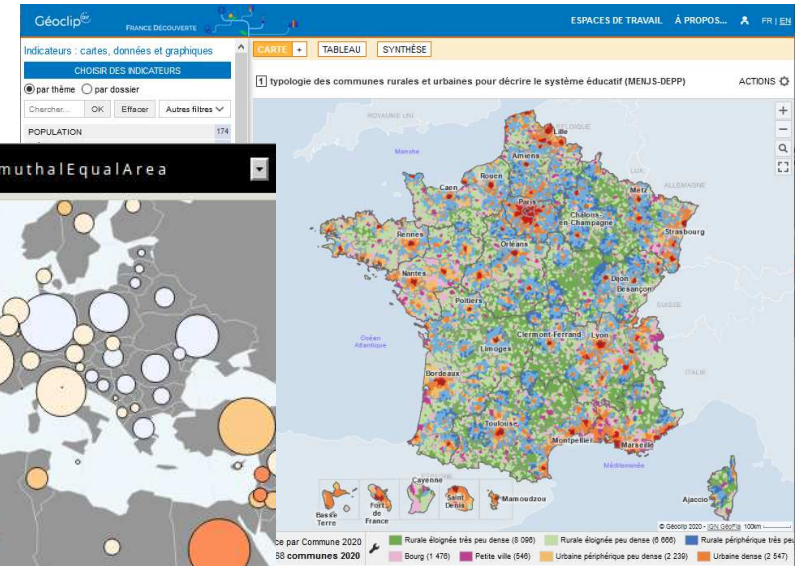 Géoclip
FRANCE DÉCOUVERTE
ESPACES DE TRAVAIL À PROPOS... FR | EN
Indicateurs : cartes, données et graphiques
CHOISIR DES INDICATEURS
par thème par dossier
Chercher... OK Effacer Autres filtres
POPULATION 174
muthalEqualArea
CARTE + TABLEAU SYNTHÈSE
1 typologie des communes rurales et urbaines pour décrire le système éducatif (MENJS-DEPP) ACTIONS
ROYAUME UNI
BELGIQUE
Lille
Manche
Amiens
LUX.
Rouen
ALLEMAGNE
Caen
Metz
Paris
Châlons-
en-Champagne
Strasbourg
Rennes
Orléans
Nantes
Dijon
Besançon
Poitiers
SUISSE
Océan
Atlantique
Clermont-Ferrand
Lyon
Limoges
ITALIE
Bordeaux
Toulouse
Montpellier
Marseille
Méditerranée
Cayenne
Basse
Terre
Fort
de
France
Saint
Denis
Mamoudzou
Ajaccio
© Géoclip 2020 - IGN GéoFla 100km
ce par Commune 2020
68 communes 2020
Rurale éloignée très peu dense (8 096) Rurale éloignée peu dense (6 666) Rurale périphérique très peu
Bourg (1 476) Petite ville (546) Urbaine périphérique peu dense (2 239) Urbaine dense (2 547)